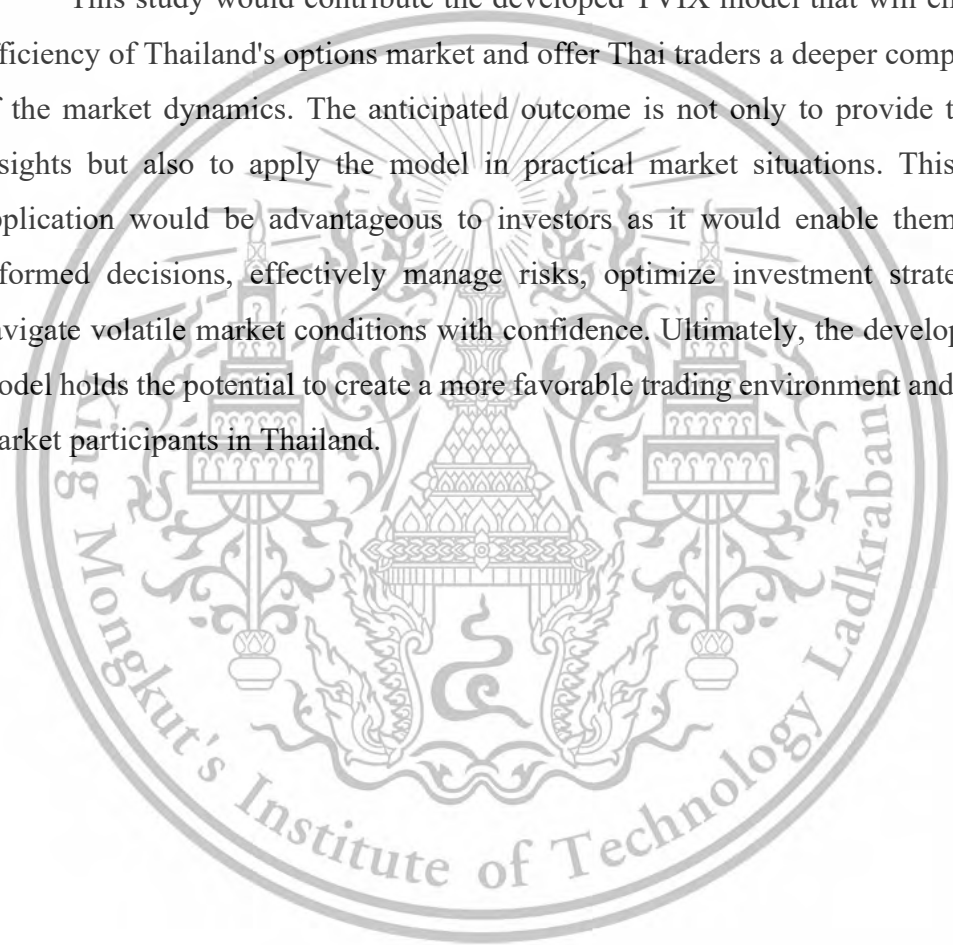 This study would contribute the developed TVIX model that will
fficiency of Thailand's options market and offer Thai traders a deeper comp
f the market dynamics. The anticipated outcome is not only to provide t
sights but also to apply the model in practical market situations. This
plication would be advantageous to investors as it would enable them
formed decisions, effectively manage risks, optimize investment strate
avigate volatile market conditions with confidence. Ultimately, the develop
odel holds the potential to create a more favorable trading environment and
arket participants in Thailand.
King Mongkut's Institute of Technology Ladkrabang